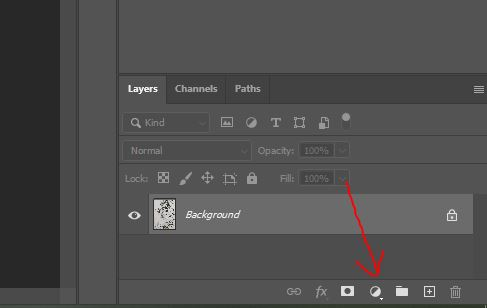 Layers Channels Paths
Kind
Normal Opacity: 100%
Lock: Fill: 100%
Background
fx